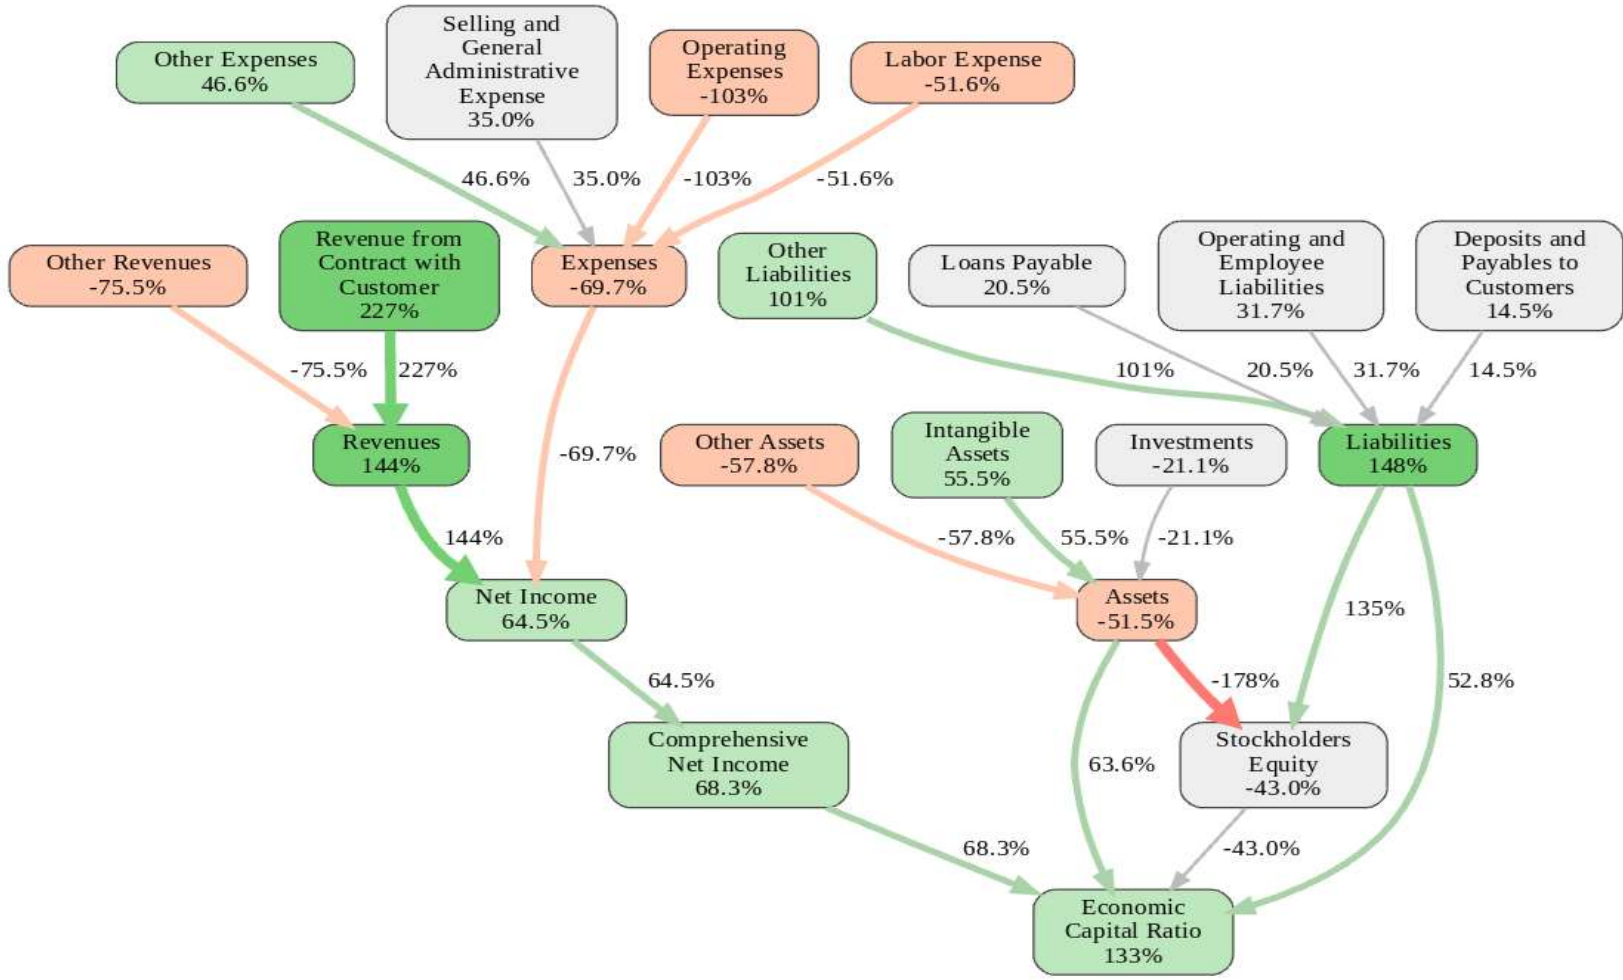 Other Expenses
46.6%
Selling and
General
Administrative
Expense
35.0%
Operating
Expenses
-103%
Labor Expense
-51.6%
46.6%
35.0%
-103%
-51.6%
Other Revenues
-75.5%
Revenue from
Contract with
Customer
227%
Expenses
-69.7%
Other
Liabilities
101%
Loans Payable
20.5%
Operating and
Employee
Liabilities
31.7%
Deposits and
Payables to
Customers
14.5%
-75.5%
227%
101%
20.5%
31.7%
14.5%
Revenues
144%
-69.7%
Other Assets
-57.8%
Intangible
Assets
55.5%
Investments
-21.1%
Liabilities
148%
144%
-57.8%
55.5%
-21.1%
Net Income
64.5%
Assets
-51.5%
135%
64.5%
-178%
52.8%
Comprehensive
Net Income
68.3%
63.6%
Stockholders
Equity
-43.0%
68.3%
-43.0%
Economic
Capital Ratio
133%